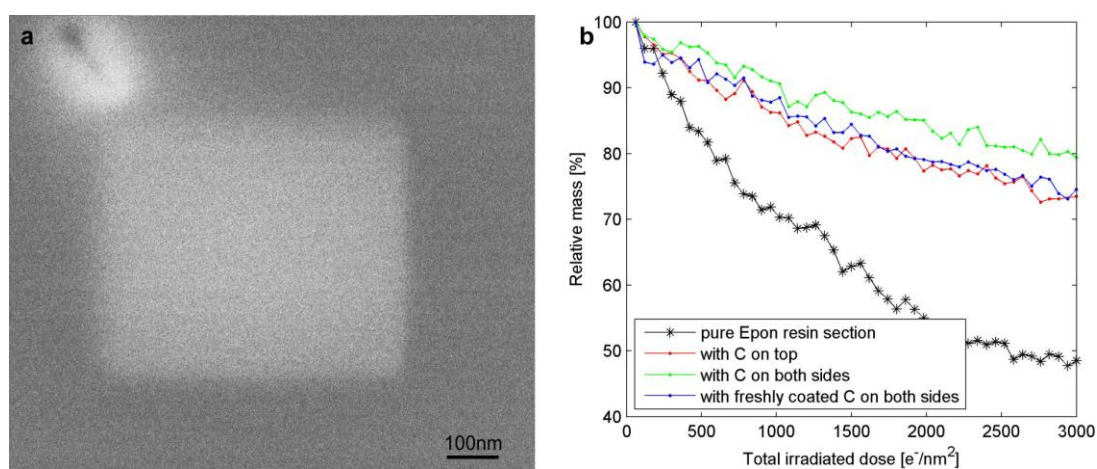 a
100nm
b
100
90
80
70
60
50
40
Relative mass [%]
pure Epon resin section
with C on top
with C on both sides
with freshly coated C on both sides
0 500 1000 1500 2000 2500 3000
Total irradiated dose [e⁻/nm²]